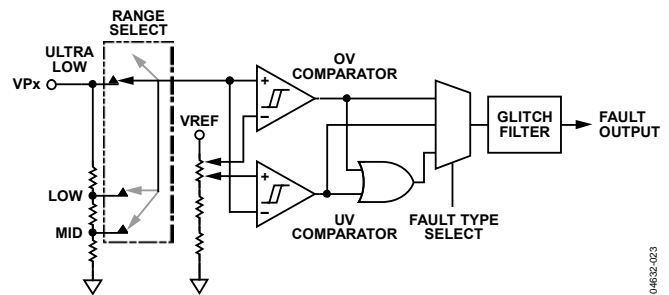 RANGE
SELECT
ULTRA
LOW
VPx
LOW
MID
VREF
+
–
OV
COMPARATOR
+
–
UV
COMPARATOR
FAULT TYPE
SELECT
GLITCH
FILTER
FAULT
OUTPUT
04632-023